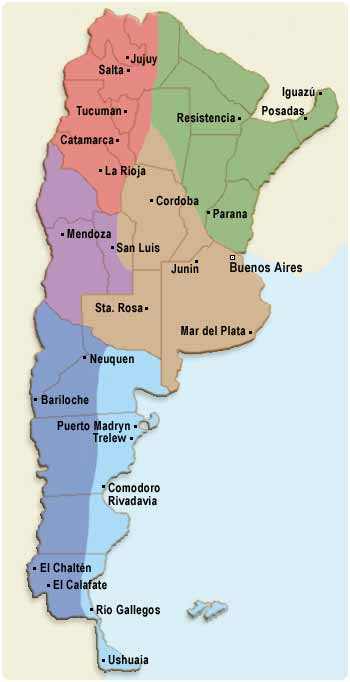 Jujuy
Salta
Iguazú
Posadas
Tucuman
Resistencia
Catamarca
La Rioja
Cordoba
Parana
Mendoza
San Luis
Junin
Buenos Aires
Sta. Rosa
Mar del Plata
Neuquen
Bariloche
Puerto Madryn
Trelew
Comodoro
Rivadavia
El Chaltén
El Calafate
Rio Gallegos
Ushuaia